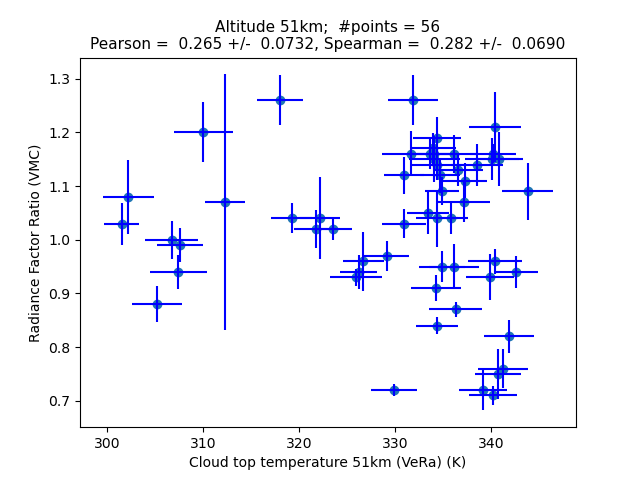 Altitude 51km;  #points = 56
Pearson =  0.265 +/-  0.0732, Spearman =  0.282 +/-  0.0690
Radiance Factor Ratio (VMC)
1.3
1.2
1.1
1.0
0.9
0.8
0.7
300 310 320 330 340
Cloud top temperature 51km (VeRa) (K)